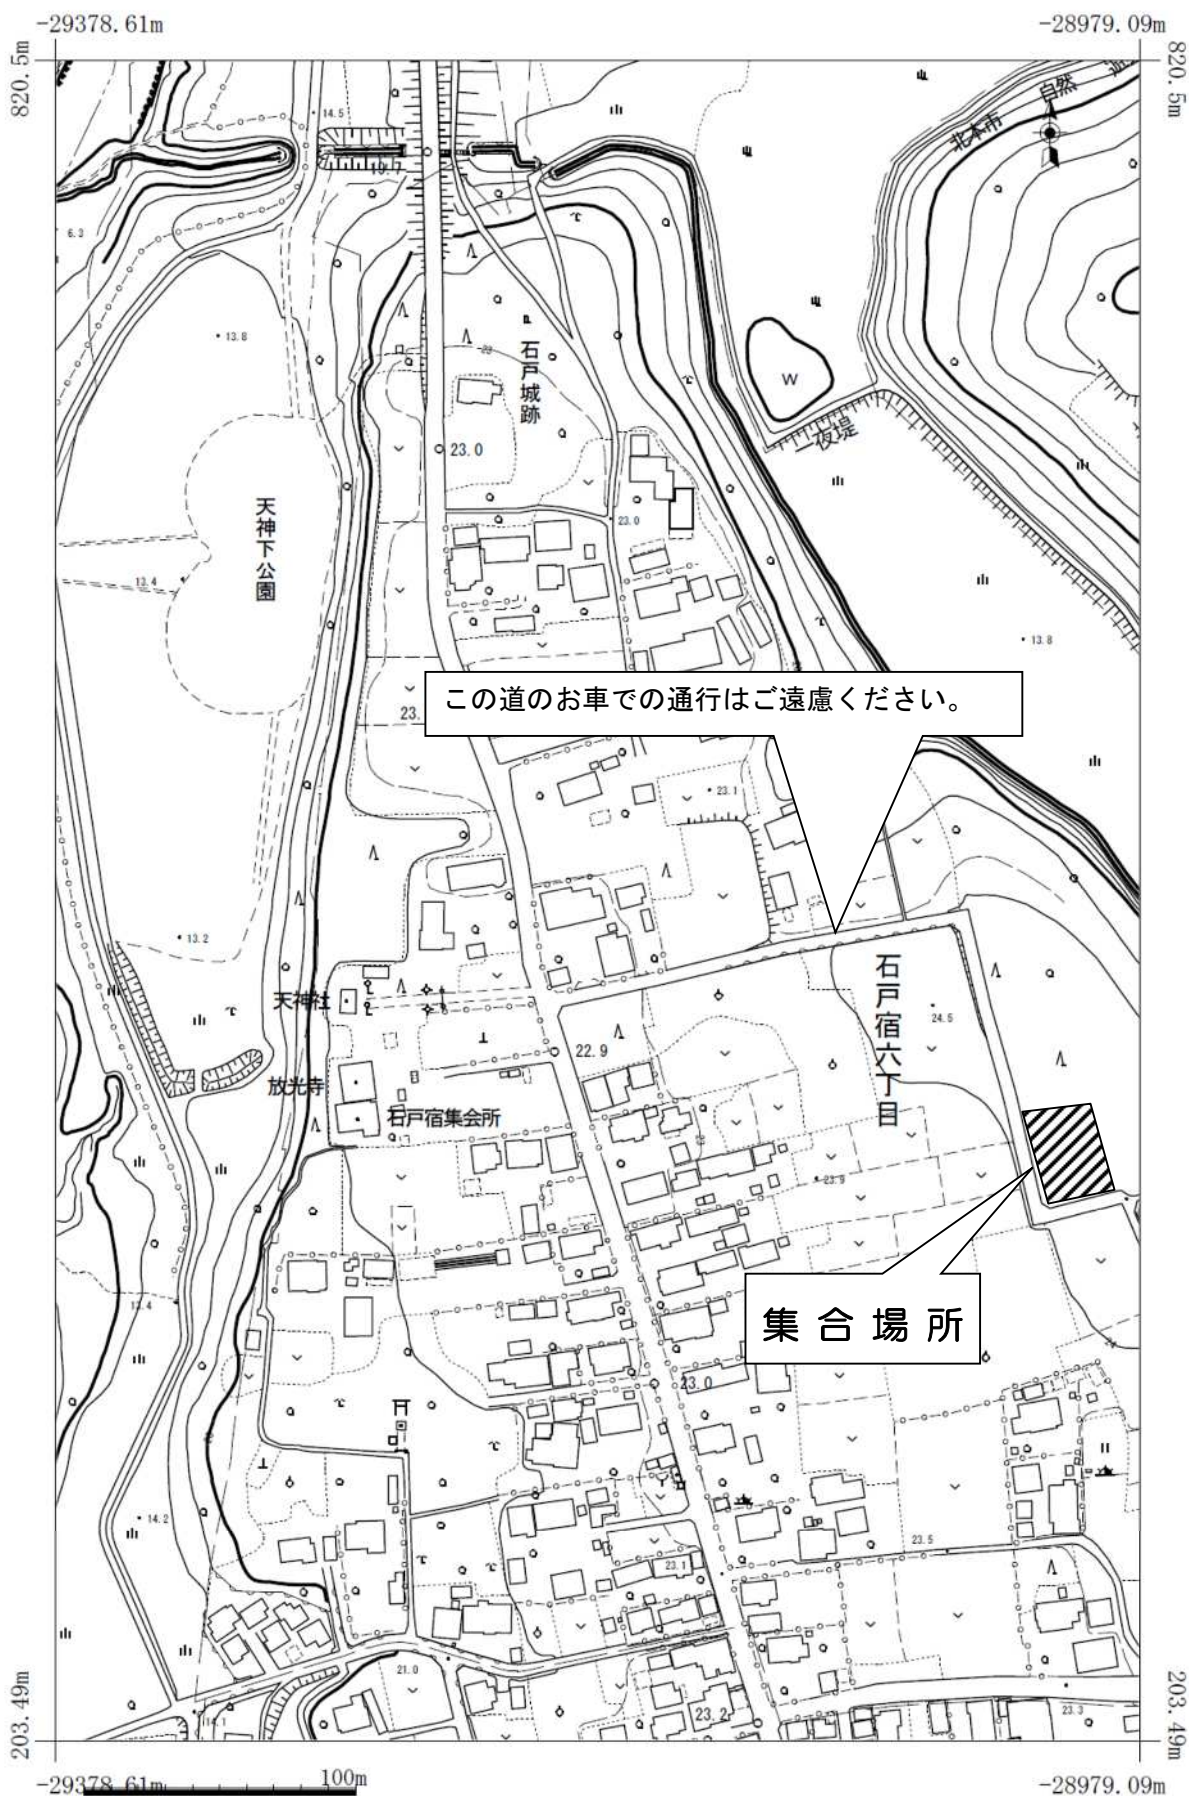 -29378.61m
-28979.09m
820.5m
820.5m
14.5
自然
北本市
19.7
6.3
13.8
石戸城跡
W
一夜堤
23.0
天神下公園
23.0
13.4
13.8
この道のお車での通行はご遠慮ください。
23.
23.1
13.2
石戸宿六丁目
天神社
24.5
22.9
放光寺
石戸宿集会所
23.9
13.4
集合場所
23.0
14.2
23.5
23.1
21.0
14.1
23.2
23.3
203.49m
203.49m
-29378.61m
100m
-28979.09m